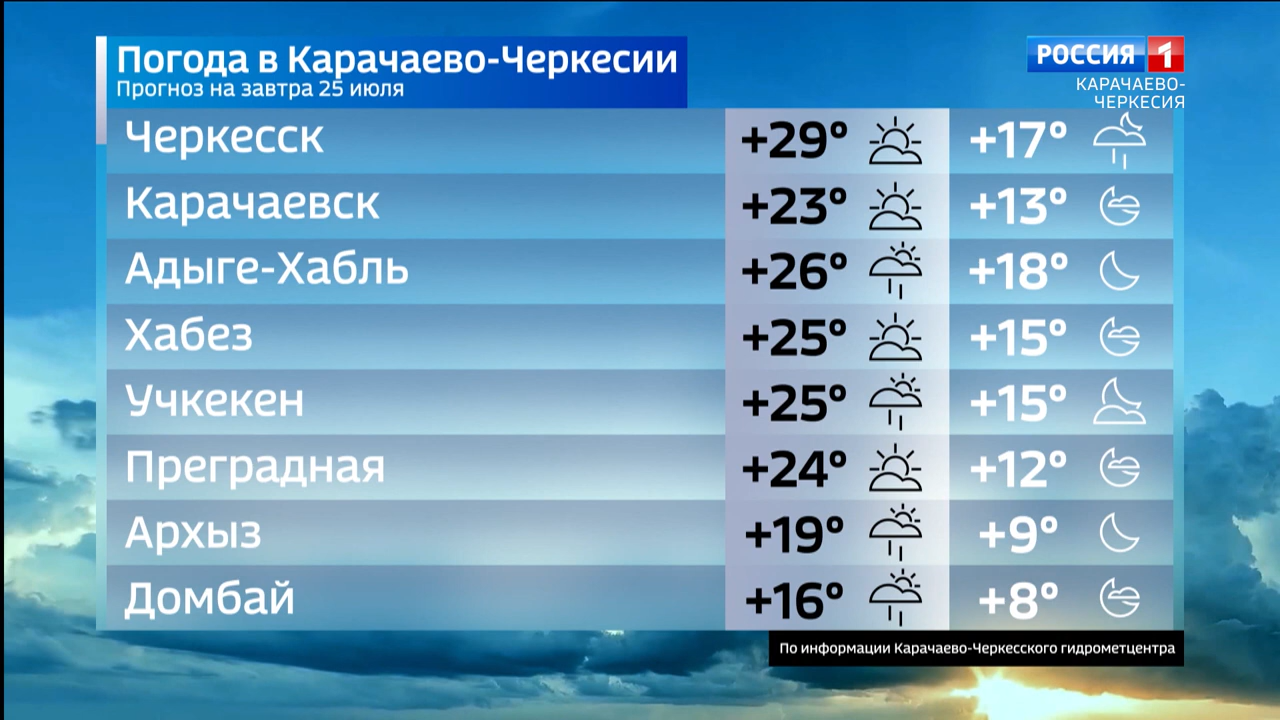 Погода в Карачаево-Черкесии
Прогноз на завтра 25 июля
РОССИЯ 1
КАРАЧАЕВО-
ЧЕРКЕСИЯ
Черкесск +29° +17°
Карачаевск +23° +13°
Адыге-Хабль +26° +18°
Хабез +25° +15°
Учкекен +25° +15°
Преградная +24° +12°
Архыз +19° +9°
Домбай +16° +8°
По информации Карачаево-Черкесского гидрометцентра